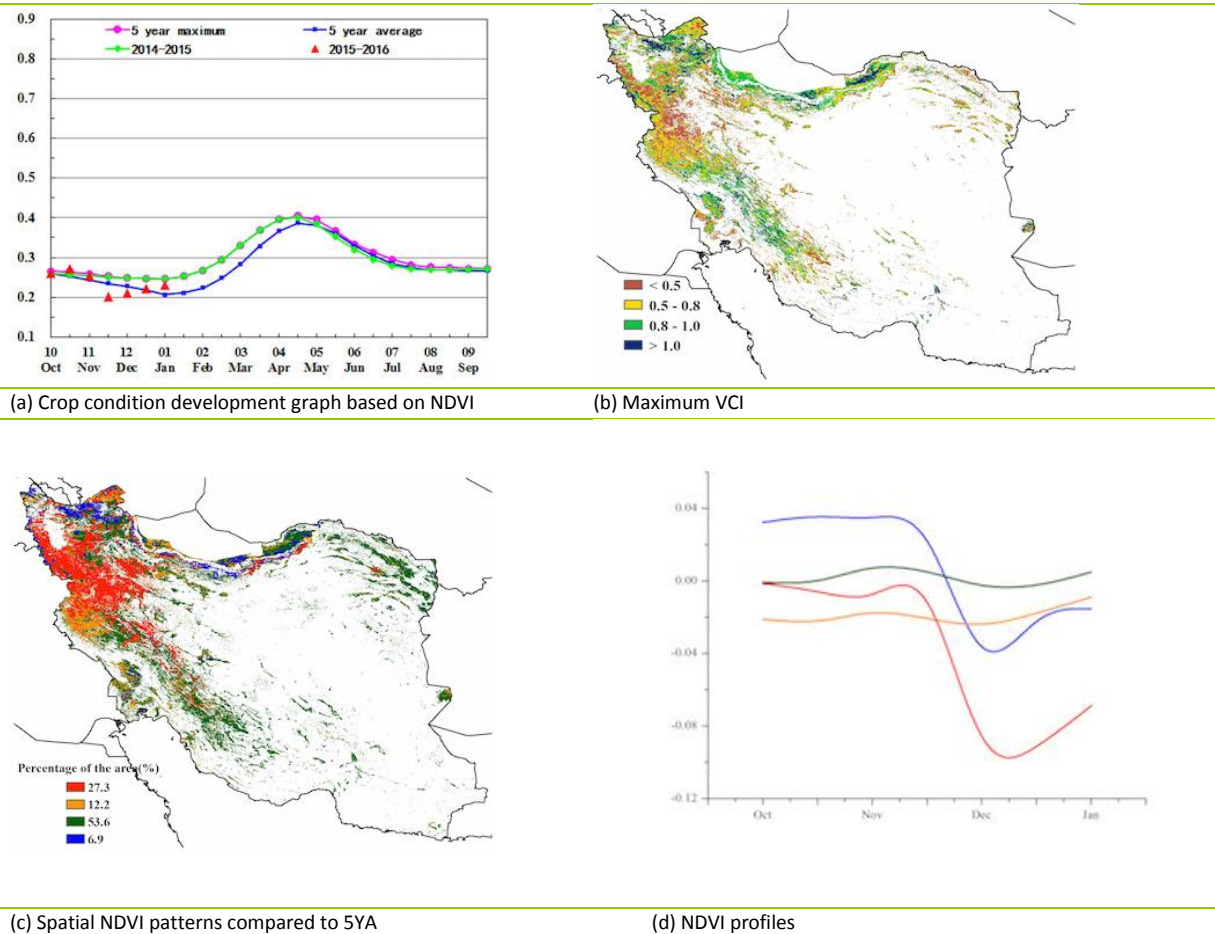 5 year maximum
5 year average
2014-2015
2015-2016
0.9
0.8
0.7
0.6
0.5
0.4
0.3
0.2
0.1
10 11 12 01 02 03 04 05 06 07 08 09
Oct Nov Dec Jan Feb Mar Apr May Jun Jul Aug Sep
< 0.5
0.5 - 0.8
0.8 - 1.0
> 1.0
(a) Crop condition development graph based on NDVI
(b) Maximum VCI
Percentage of the area(%)
27.3
12.2
53.6
6.9
0.04
0.00
-0.04
-0.08
-0.12
Oct Nov Dec Jan
(c) Spatial NDVI patterns compared to 5YA
(d) NDVI profiles